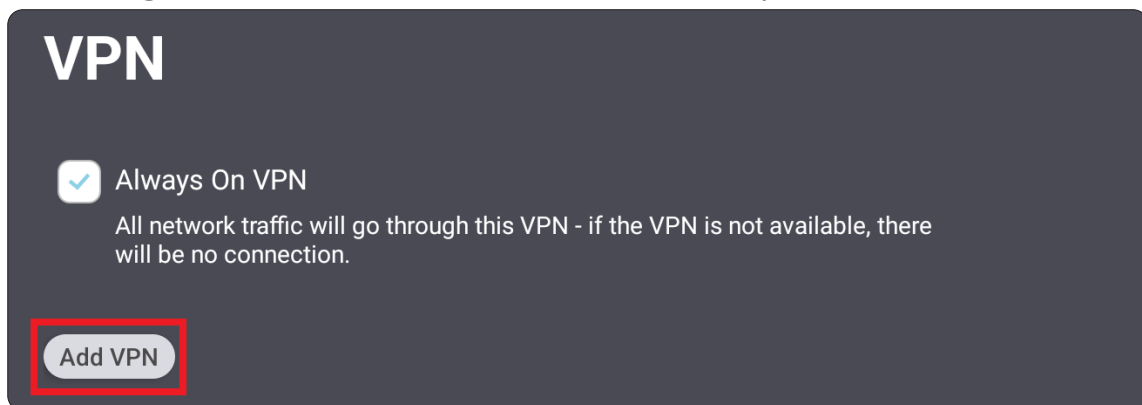 VPN
Always On VPN
All network traffic will go through this VPN - if the VPN is not available, there
will be no connection.
Add VPN